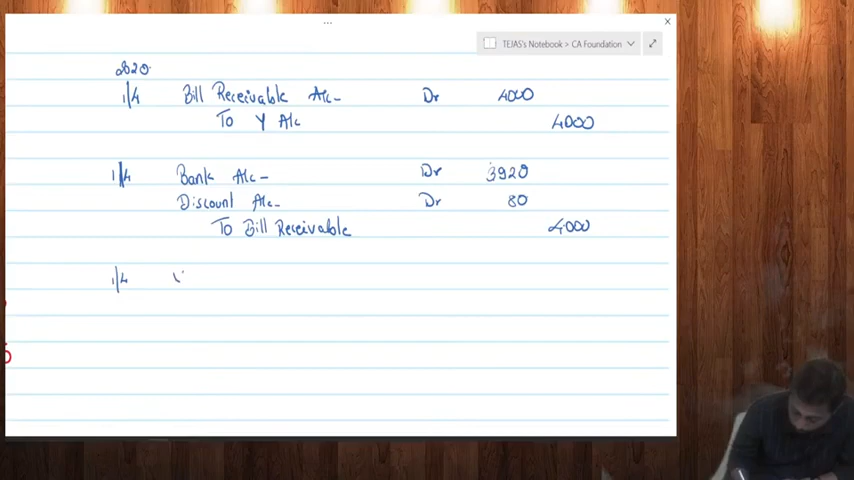 TEJAS's Notebook > CA Foundation
2020
1/4 Bill Receivable A/c- Dr 4000
To Y A/c 4000
1/4 Bank A/c- Dr 3920
Discount A/c- Dr 80
To Bill Receivable 4000
1/4